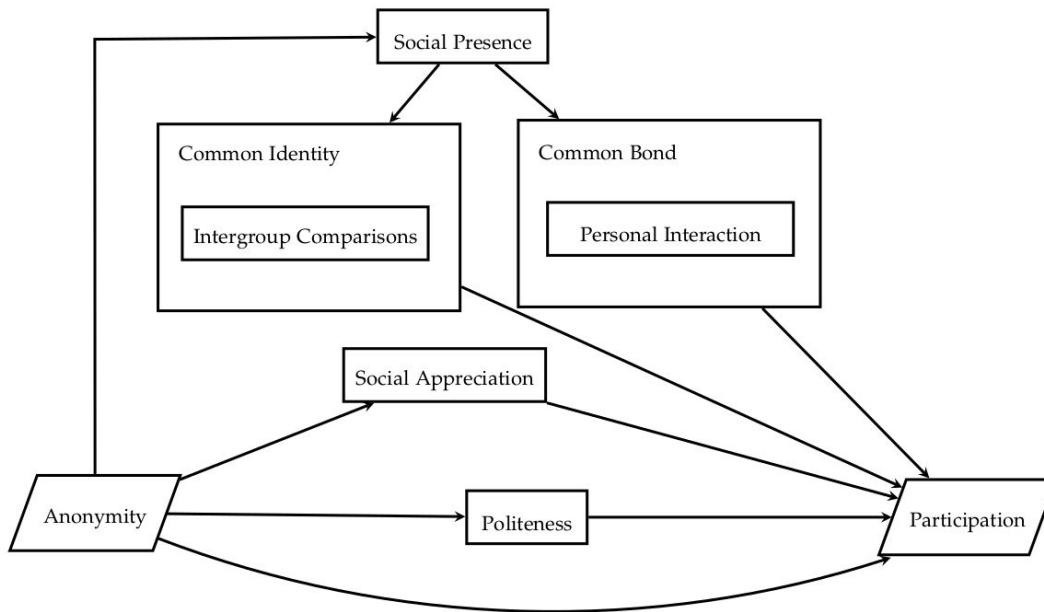 Social Presence
Common Identity
Common Bond
Intergroup Comparisons
Personal Interaction
Social Appreciation
Anonymity
Politeness
Participation